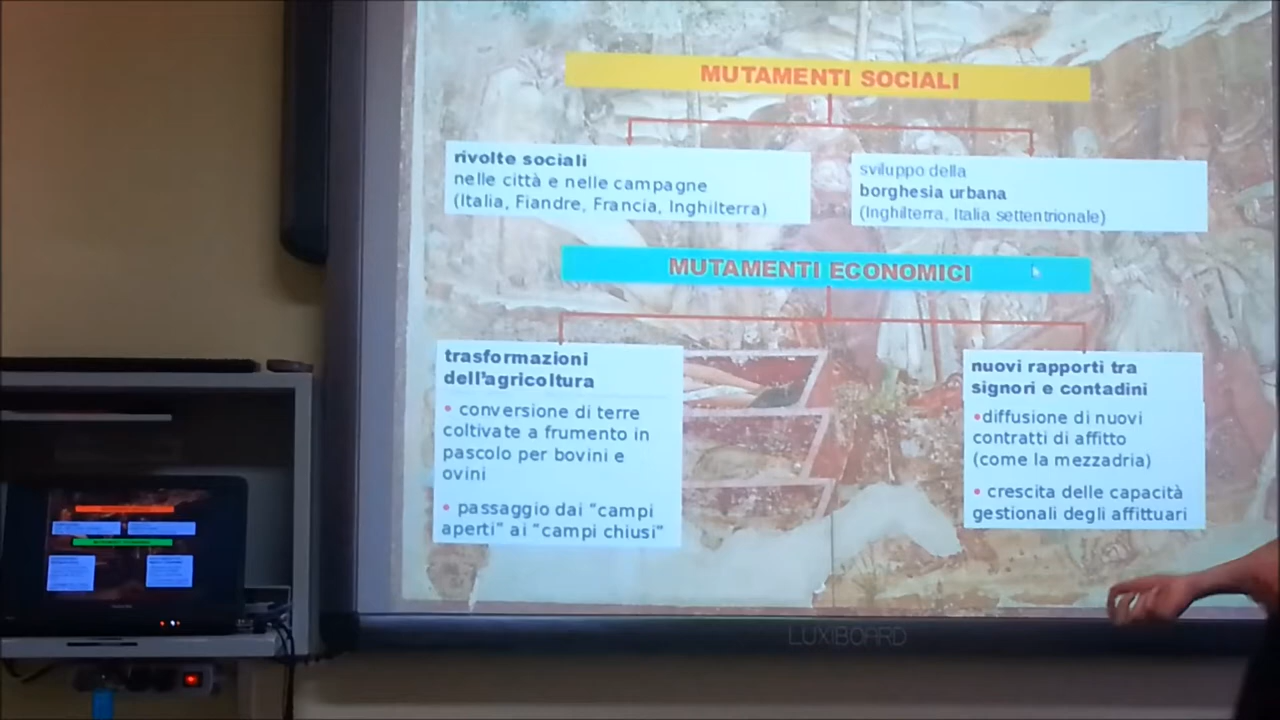 MUTAMENTI SOCIALI
rivolte sociali
nelle città e nelle campagne
(Italia, Fiandre, Francia, Inghilterra)
sviluppo della
borghesia urbana
(Inghilterra, Italia settentrionale)
MUTAMENTI ECONOMICI
trasformazioni
dell'agricoltura
• conversione di terre
coltivate a frumento in
pascolo per bovini e
ovini
• passaggio dai "campi
aperti" ai "campi chiusi"
nuovi rapporti tra
signori e contadini
•diffusione di nuovi
contratti di affitto
(come la mezzadria)
• crescita delle capacità
gestionali degli affittuari
LUXIBOARD